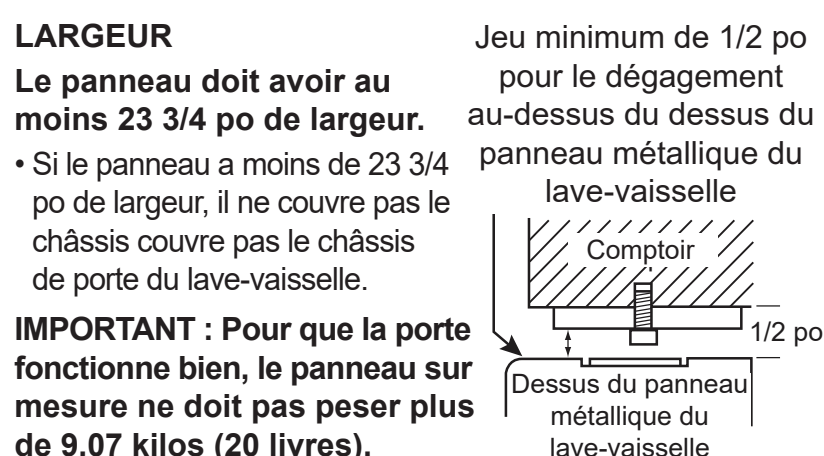 LARGEUR
Le panneau doit avoir au
moins 23 3/4 po de largeur.
• Si le panneau a moins de 23 3/4
po de largeur, il ne couvre pas le
châssis couvre pas le châssis
de porte du lave-vaisselle.
IMPORTANT : Pour que la porte
fonctionne bien, le panneau sur
mesure ne doit pas peser plus
de 9.07 kilos (20 livres).
Jeu minimum de 1/2 po
pour le dégagement
au-dessus du dessus du
panneau métallique du
lave-vaisselle
Comptoir
1/2 po
Dessus du panneau
métallique du
lave-vaisselle